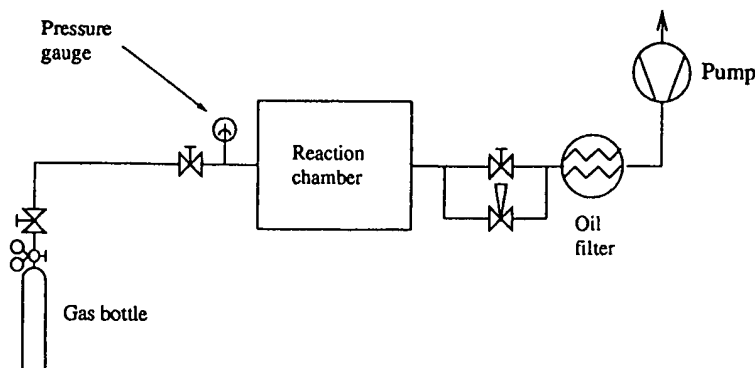 Pressure
gauge
Pump
Reaction
chamber
Oil
filter
Gas bottle